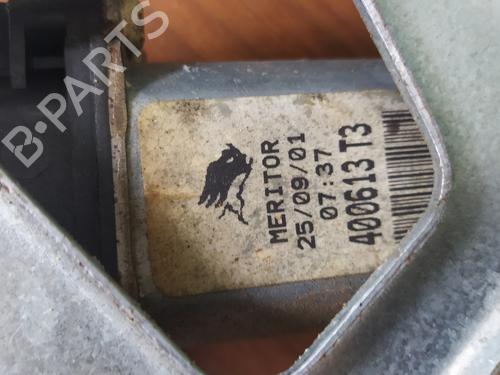 B-PARTS
MERITOR
25/09/01
07:37
400613 T3